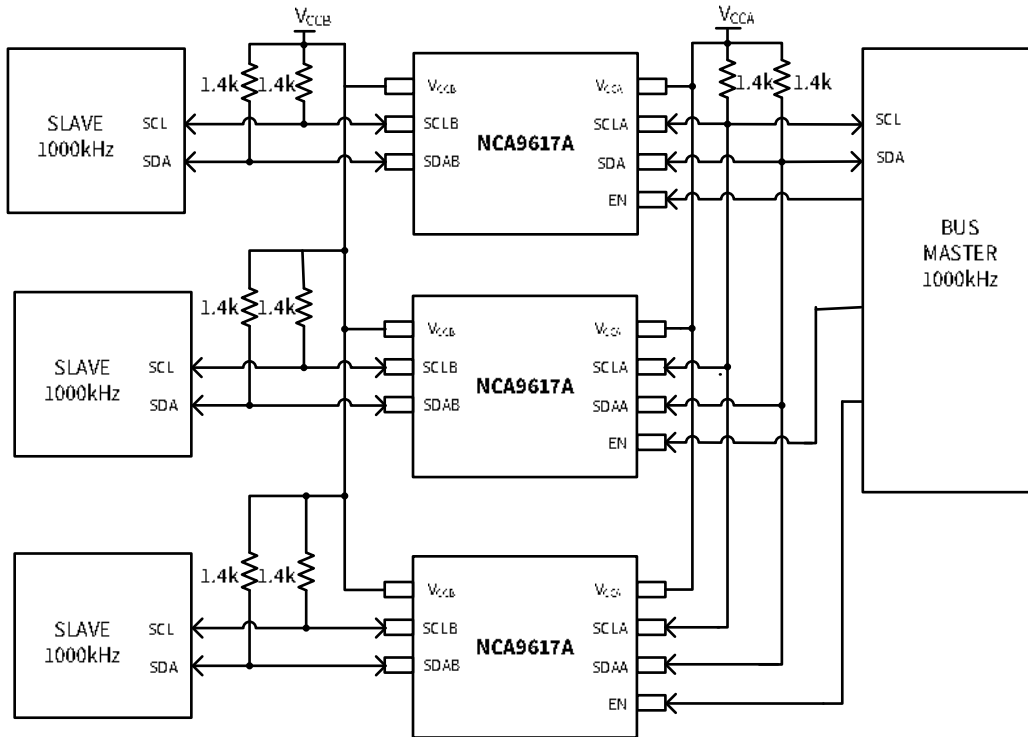 VCCB
VCCA
1.4k
1.4k
1.4k
1.4k
SLAVE
1000kHz
SCL
SDA
VCCB
SCLB
SDAB
NCA9617A
VCCA
SCLA
SDA
EN
SCL
SDA
BUS
MASTER
1000kHz
1.4k
1.4k
SLAVE
1000kHz
SCL
SDA
VCCB
SCLB
SDAB
NCA9617A
VCCA
SCLA
SDAA
EN
1.4k
1.4k
SLAVE
1000kHz
SCL
SDA
VCCB
SCLB
SDAB
NCA9617A
VCCA
SCLA
SDAA
EN